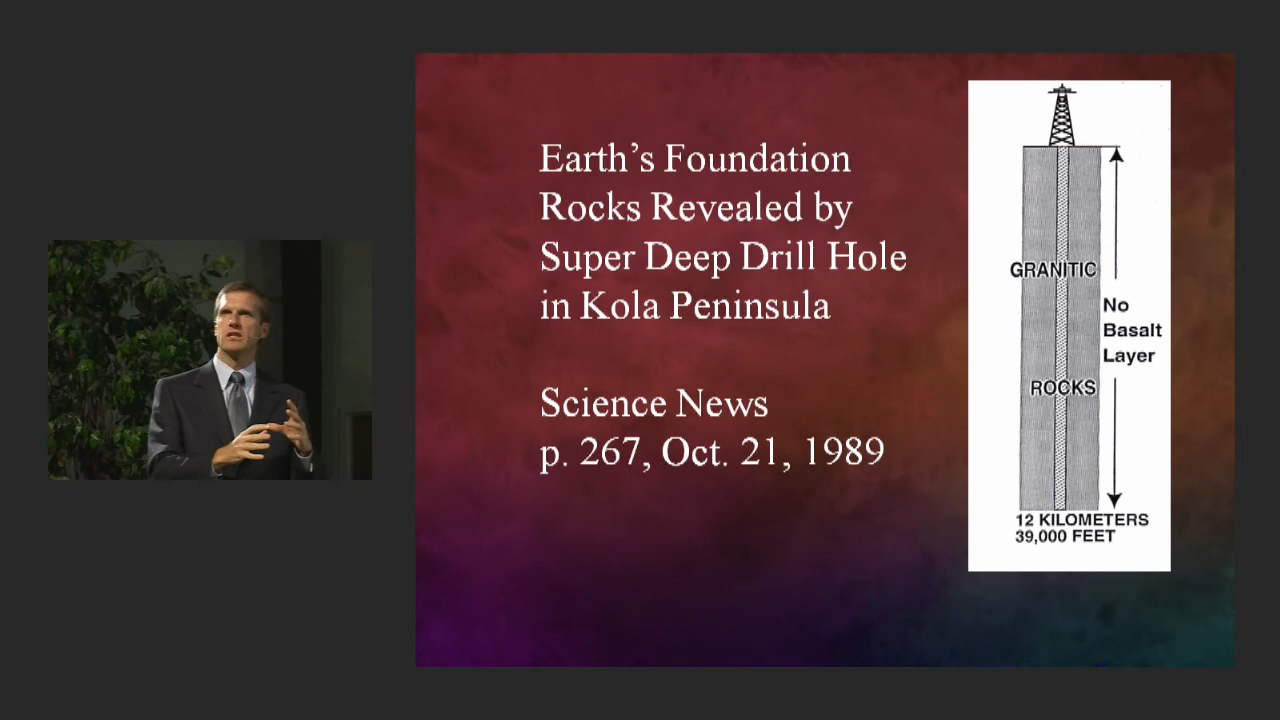 Earth's Foundation
Rocks Revealed by
Super Deep Drill Hole
in Kola Peninsula
Science News
p. 267, Oct. 21, 1989
GRANITIC
No
Basalt
Layer
ROCKS
12 KILOMETERS
39,000 FEET